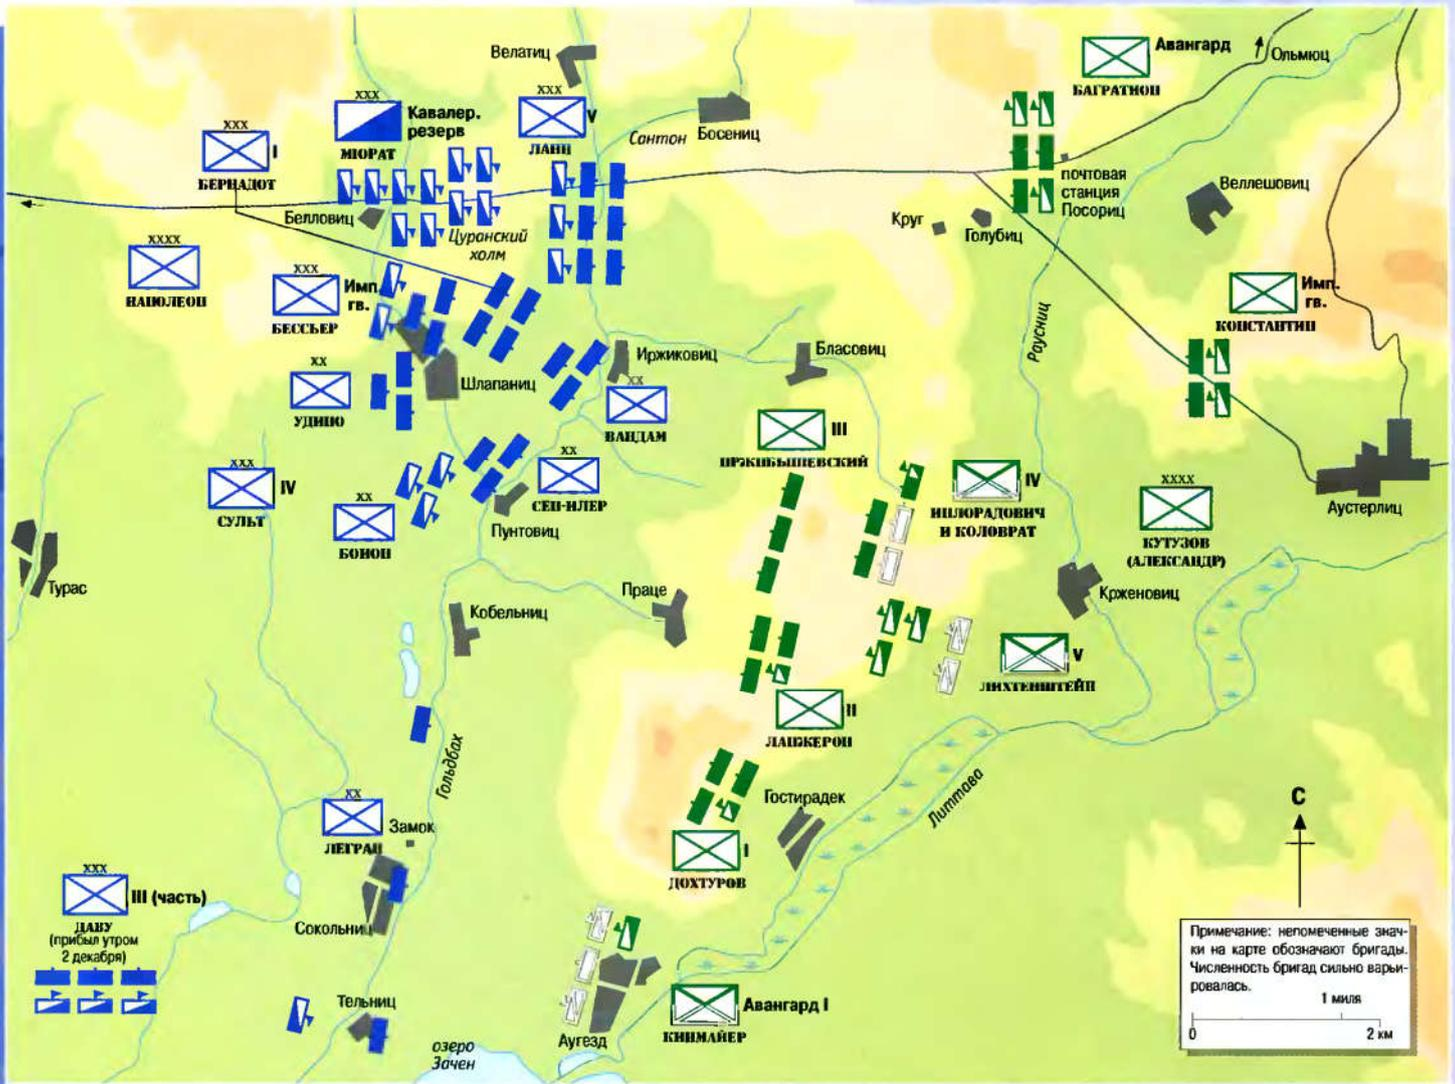 Велатиц
Авангард
Ольмюц
БАГРАТИОН
XXX
Кавалер.
резерв
МЮРАТ
XXX
V
ЛАНН
Сантон
Босениц
XXX
I
БЕРНАДОТ
почтовая
станция
Посориц
Веллешовиц
Белловиц
Цуранский
холм
Круг
Голубиц
XXXX
НАПОЛЕОН
XXX
Имп.
гв.
БЕССЬЕР
Имп.
гв.
КОНСТАНТИН
Раусниц
Иржиковиц
Бласовиц
XX
УДИНО
Шлапаниц
XX
ВАНДАМ
III
ПРЖИБЫШЕВСКИЙ
XXX
IV
СУЛЬТ
XX
БОЮОН
XX
СЕН-ИЛЕР
Пунтовиц
IV
ИПЛОРАДОВИЧ
И КОЛОВРАТ
XXXX
КУТУЗОВ
(АЛЕКСАНДР)
Аустерлиц
Турас
Праце
Кобельниц
Крженовиц
V
ЛИХТЕНШТЕЙН
II
ЛАНЖЕРОН
Гольдбах
Гостирадек
Литтава
С
XX
ЛЕГРАН
Замок
I
ДОХТУРОВ
XXX
III (часть)
ДАВУ
(прибыл утром
2 декабря)
Сокольниц
Тельниц
Аугезд
Авангард I
КИНМАЙЕР
озеро
Зачен
Примечание: непомеченные знач-
ки на карте обозначают бригады.
Численность бригад сильно варьи-
ровалась.
1 миля
0
2 км